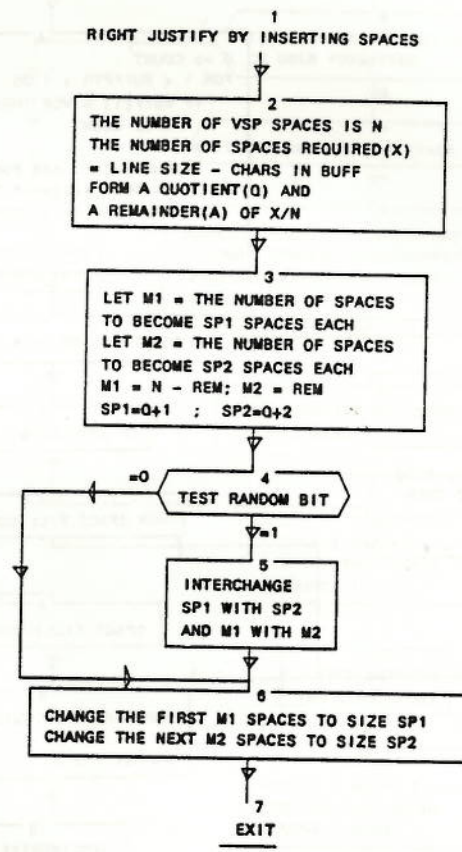 1
RIGHT JUSTIFY BY INSERTING SPACES
2
THE NUMBER OF VSP SPACES IS N
THE NUMBER OF SPACES REQUIRED(X)
= LINE SIZE - CHARS IN BUFF
FORM A QUOTIENT(Q) AND
A REMAINDER(A) OF X/N
3
LET M1 = THE NUMBER OF SPACES
TO BECOME SP1 SPACES EACH
LET M2 = THE NUMBER OF SPACES
TO BECOME SP2 SPACES EACH
M1 = N - REM; M2 = REM
SP1=Q+1 ; SP2=Q+2
=0
4
TEST RANDOM BIT
=1
5
INTERCHANGE
SP1 WITH SP2
AND M1 WITH M2
6
CHANGE THE FIRST M1 SPACES TO SIZE SP1
CHANGE THE NEXT M2 SPACES TO SIZE SP2
7
EXIT